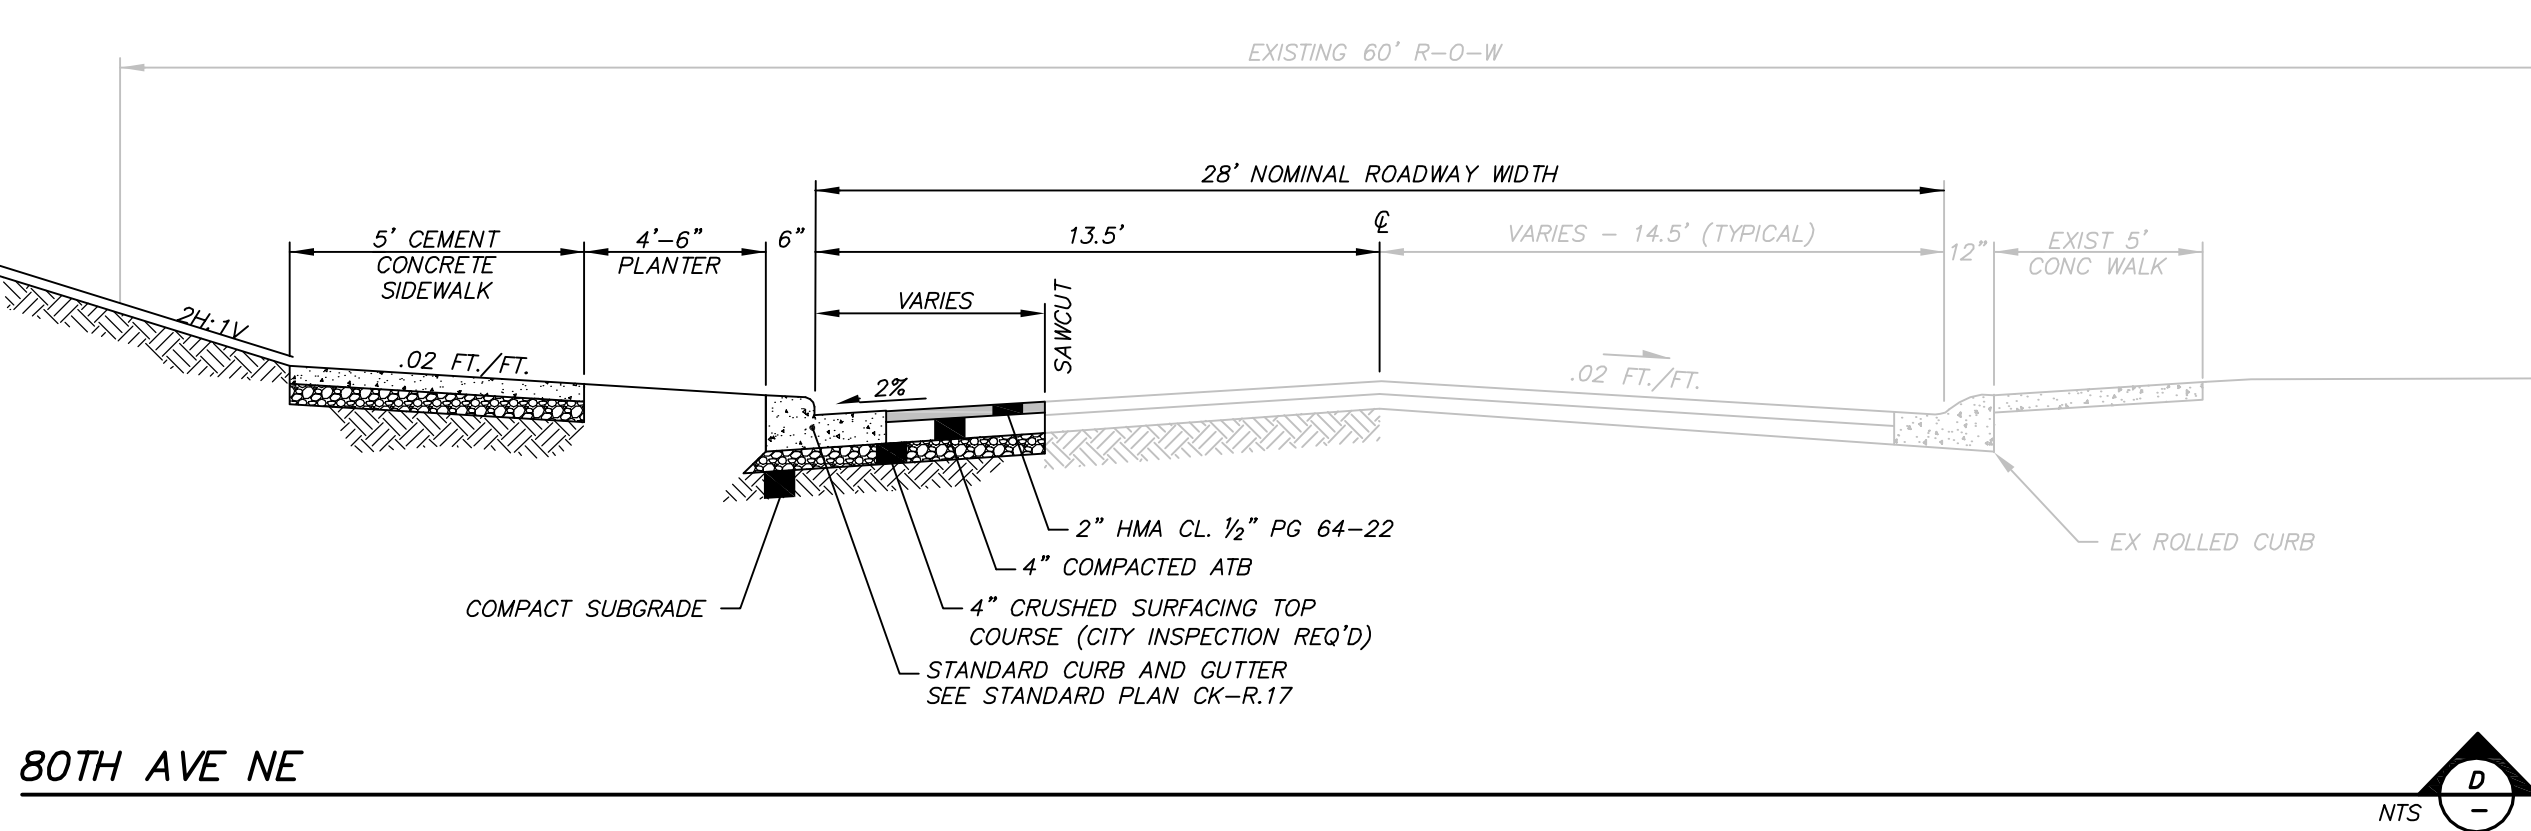 EXISTING 60' R-O-W
28' NOMINAL ROADWAY WIDTH
5' CEMENT
CONCRETE
SIDEWALK
4'-6"
PLANTER
6"
13.5'
℄
VARIES - 14.5' (TYPICAL)
12"
EXIST 5'
CONC WALK
VARIES
SAWCUT
2H:1V
.02 FT./FT.
2%
.02 FT./FT.
2" HMA CL. ½" PG 64-22
4" COMPACTED ATB
COMPACT SUBGRADE
4" CRUSHED SURFACING TOP
COURSE (CITY INSPECTION REQ'D)
STANDARD CURB AND GUTTER
SEE STANDARD PLAN CK-R.17
EX ROLLED CURB
80TH AVE NE
D
-
NTS